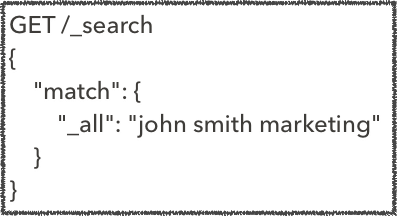 GET /_search
{
    "match": {
        "_all": "john smith marketing"
    }
}